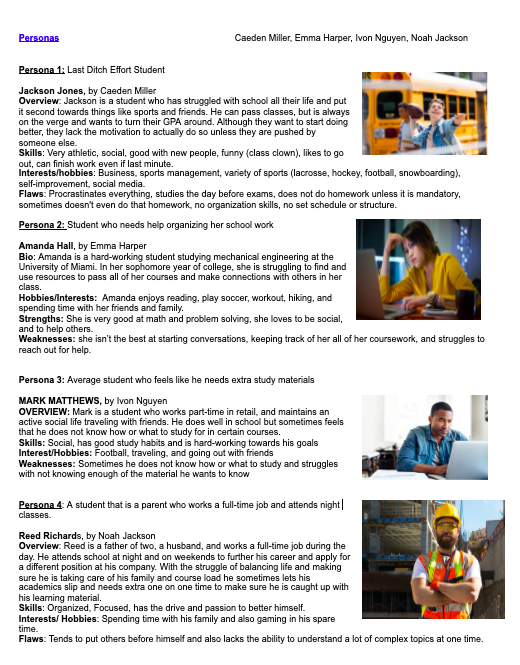 Personas Caeden Miller, Emma Harper, Ivon Nguyen, Noah Jackson
Persona 1: Last Ditch Effort Student
Jackson Jones, by Caeden Miller
Overview: Jackson is a student who has struggled with school all their life and put
it second towards things like sports and friends. He can pass classes, but is always
on the verge and wants to turn their GPA around. Although they want to start doing
better, they lack the motivation to actually do so unless they are pushed by
someone else.
Skills: Very athletic, social, good with new people, funny (class clown), likes to go
out, can finish work even if last minute.
Interests/hobbies: Business, sports management, variety of sports (lacrosse, hockey, football, snowboarding),
self-improvement, social media.
Flaws: Procrastinates everything, studies the day before exams, does not do homework unless it is mandatory,
sometimes doesn't even do that homework, no organization skills, no set schedule or structure.
Persona 2: Student who needs help organizing her school work
Amanda Hall, by Emma Harper
Bio: Amanda is a hard-working student studying mechanical engineering at the
University of Miami. In her sophomore year of college, she is struggling to find and
use resources to pass all of her courses and make connections with others in her
class.
Hobbies/Interests: Amanda enjoys reading, play soccer, workout, hiking, and
spending time with her friends and family.
Strengths: She is very good at math and problem solving, she loves to be social,
and to help others.
Weaknesses: she isn't the best at starting conversations, keeping track of her all of her coursework, and struggles to
reach out for help.
Persona 3: Average student who feels like he needs extra study materials
MARK MATTHEWS, by Ivon Nguyen
OVERVIEW: Mark is a student who works part-time in retail, and maintains an
active social life traveling with friends. He does well in school but sometimes feels
that he does not know how or what to study for in certain courses.
Skills: Social, has good study habits and is hard-working towards his goals
Interest/Hobbies: Football, traveling, and going out with friends
Weaknesses: Sometimes he does not know how or what to study and struggles
with not knowing enough of the material he wants to know
Persona 4: A student that is a parent who works a full-time job and attends night
classes.
Reed Richards, by Noah Jackson
Overview: Reed is a father of two, a husband, and works a full-time job during the
day. He attends school at night and on weekends to further his career and apply for
a different position at his company. With the struggle of balancing life and making
sure he is taking care of his family and course load he sometimes lets his
academics slip and needs extra one on one time to make sure he is caught up with
his learning material.
Skills: Organized, Focused, has the drive and passion to better himself.
Interests/ Hobbies: Spending time with his family and also gaming in his spare
time.
Flaws: Tends to put others before himself and also lacks the ability to understand a lot of complex topics at one time.